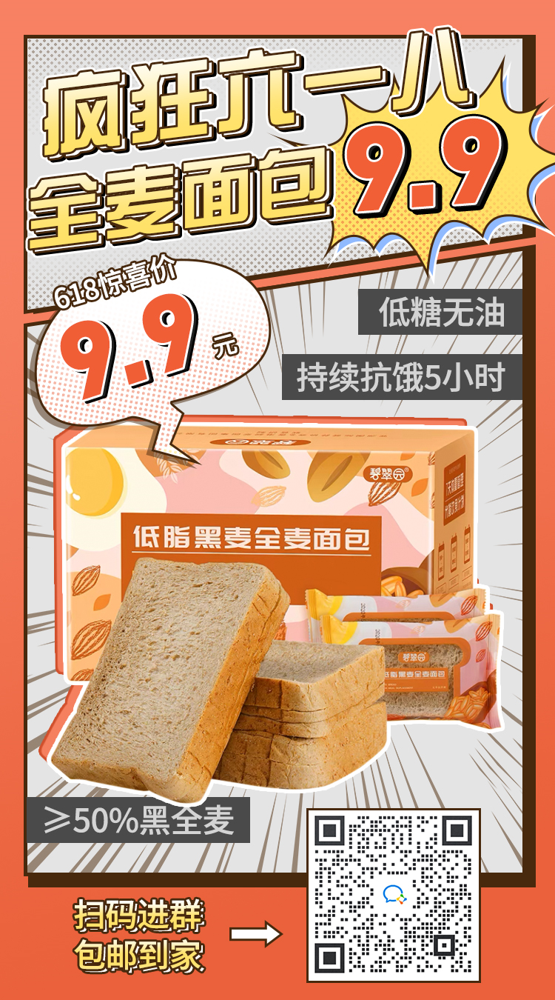 疯狂六一八
全麦面包9.9
618惊喜价
9.9元
低糖无油
持续抗饿5小时
碧翠园
碧翠园®
低脂黑麦全麦面包
碧翠园
低脂黑麦全麦面包
≥50%黑全麦
扫码进群
包邮到家